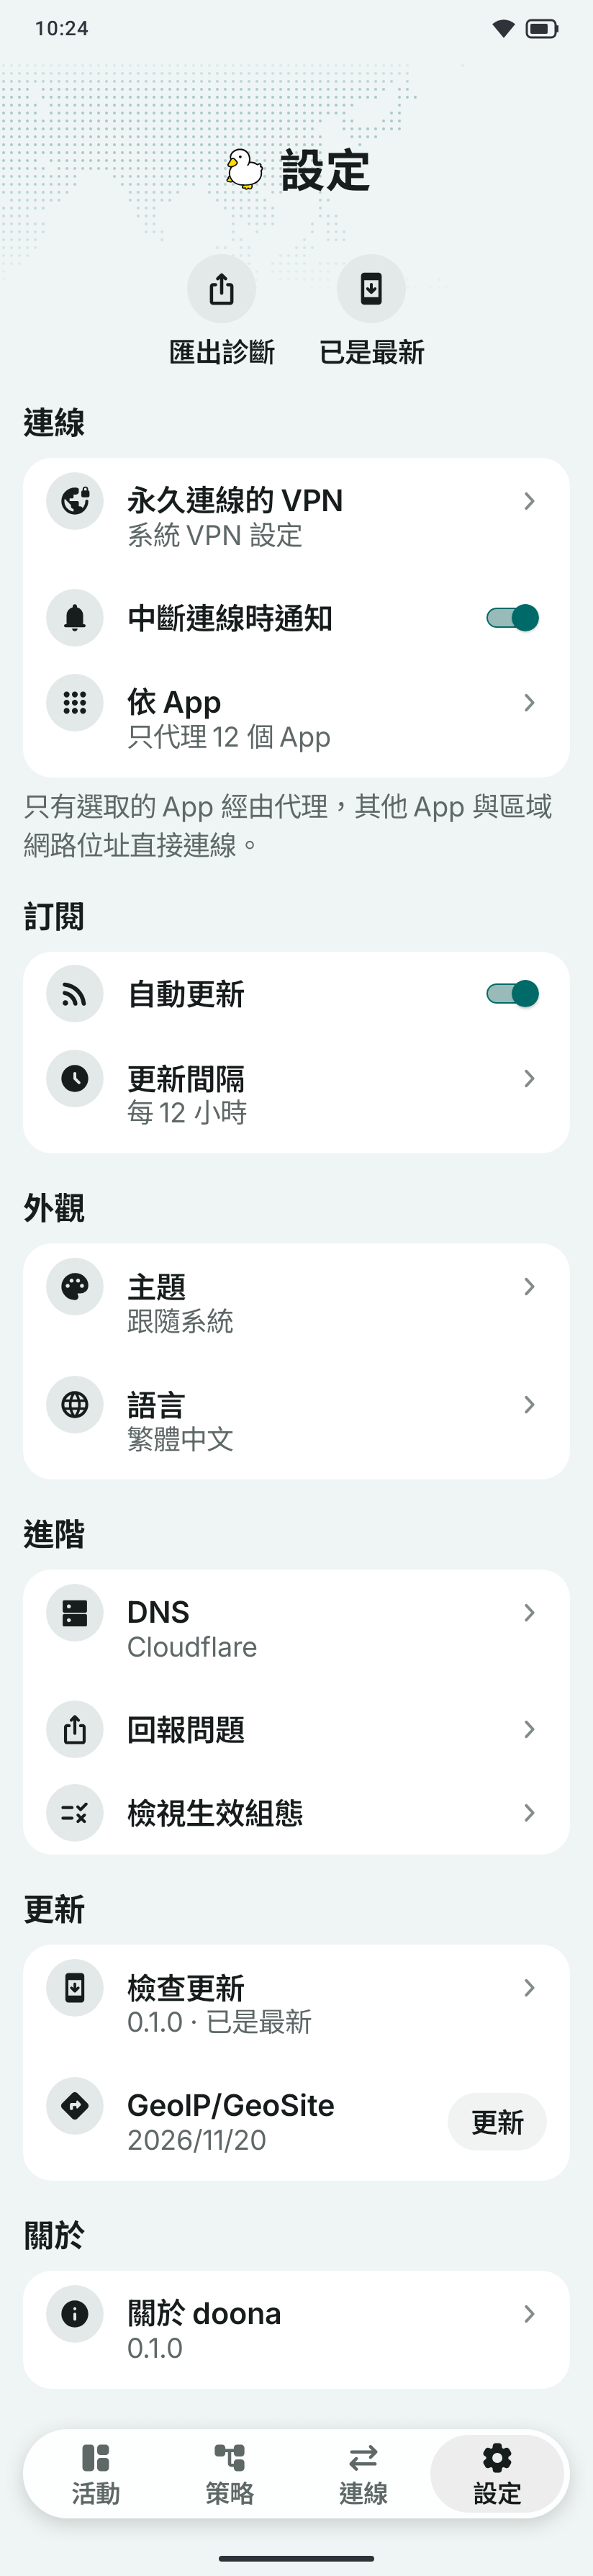 10:24
設定
匯出診斷
已是最新
連線
永久連線的 VPN
系統 VPN 設定
中斷連線時通知
依 App
只代理 12 個 App
只有選取的 App 經由代理，其他 App 與區域
網路位址直接連線。
訂閱
自動更新
更新間隔
每 12 小時
外觀
主題
跟隨系統
語言
繁體中文
進階
DNS
Cloudflare
回報問題
檢視生效組態
更新
檢查更新
0.1.0 · 已是最新
GeoIP/GeoSite
2026/11/20
更新
關於
關於 doona
0.1.0
活動
策略
連線
設定